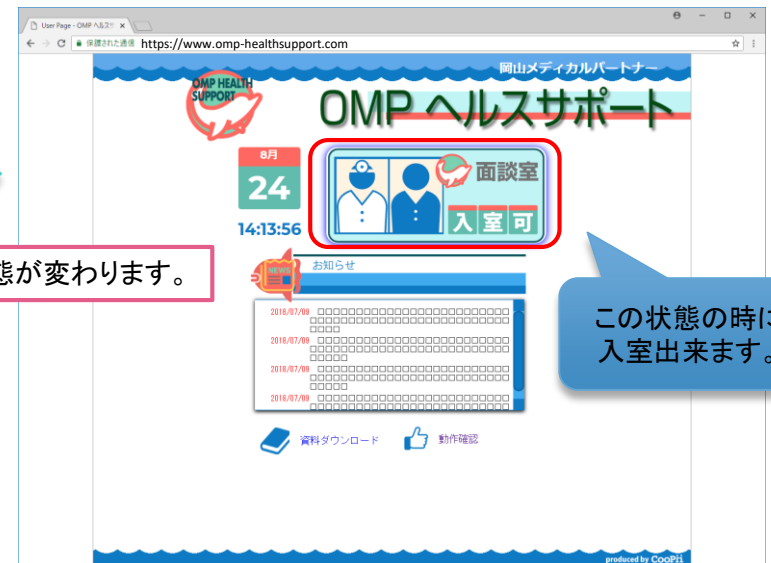 User Page - OMP ヘルスケ
保護された通信 https://www.omp-healthsupport.com
岡山メディカルパートナー
OMP HEALTH
SUPPORT
OMP ヘルスサポート
8月
24
14:13:56
面談室
入室可
態が変わります。
NEWS
お知らせ
この状態の時に
入室出来ます。
2018/07/09 □□□□□□□□□□□□□□□□□□□□□□□□□
□□□□□□□□□□□□□□□□□□□□□□□□□□
□□□□
2018/07/09 □□□□□□□□□□□□□□□□□□□□□□□□□
□□□□□□□□□□□□□□□□□□□□□□□□□□
□□□□□
2018/07/09 □□□□□□□□□□□□□□□□□□□□□□□□□
□□□□□□□□□□□□□□□□□□□□□□□□□□
□□□□□
2018/07/09 □□□□□□□□□□□□□□□□□□□□□□□□□
□□□□□□□□□□□□□□□□□□□□□□□□□□
資料ダウンロード
動作確認
produced by CooPii